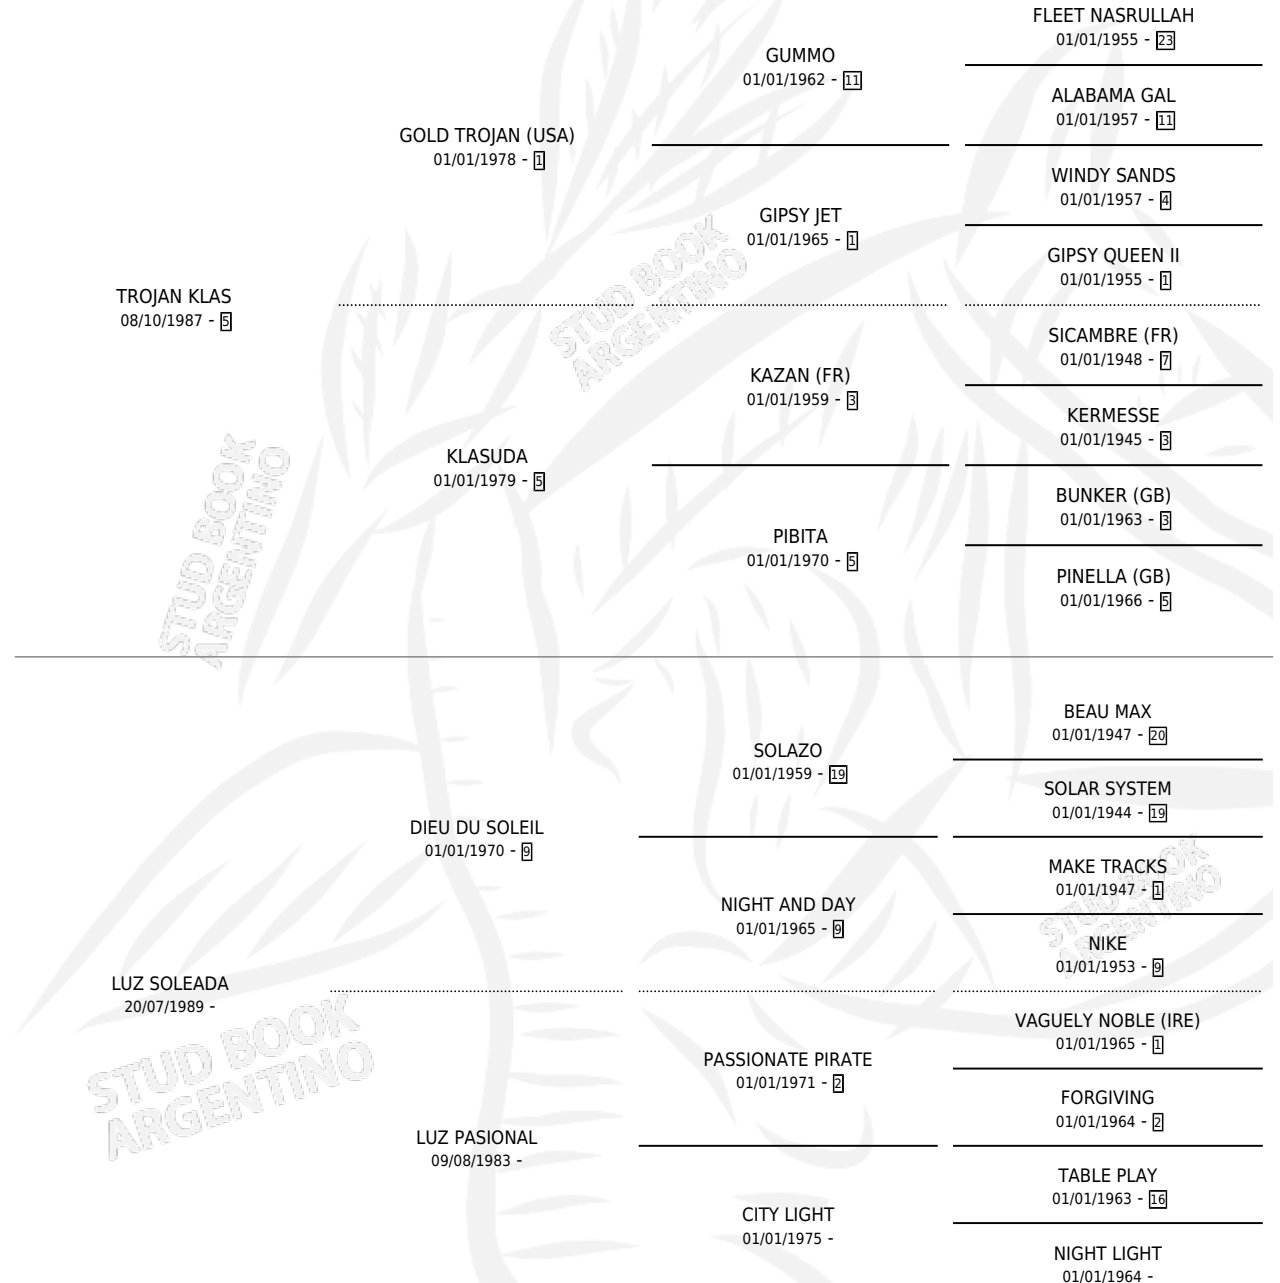 FLEET NASRULLAH
01/01/1955 - 23
GUMMO
01/01/1962 - 11
ALABAMA GAL
01/01/1957 - 11
GOLD TROJAN (USA)
01/01/1978 - 1
WINDY SANDS
01/01/1957 - 4
GIPSY JET
01/01/1965 - 1
GIPSY QUEEN II
01/01/1955 - 1
TROJAN KLAS
08/10/1987 - 5
SICAMBRE (FR)
01/01/1948 - 7
KAZAN (FR)
01/01/1959 - 3
KERMESSE
01/01/1945 - 3
KLASUDA
01/01/1979 - 5
BUNKER (GB)
01/01/1963 - 3
PIBITA
01/01/1970 - 5
PINELLA (GB)
01/01/1966 - 5
BEAU MAX
01/01/1947 - 20
SOLAZO
01/01/1959 - 19
SOLAR SYSTEM
01/01/1944 - 19
DIEU DU SOLEIL
01/01/1970 - 9
MAKE TRACKS
01/01/1947 - 1
NIGHT AND DAY
01/01/1965 - 9
NIKE
01/01/1953 - 9
LUZ SOLEADA
20/07/1989 -
VAGUELY NOBLE (IRE)
01/01/1965 - 1
PASSIONATE PIRATE
01/01/1971 - 2
FORGIVING
01/01/1964 - 2
LUZ PASIONAL
09/08/1983 -
TABLE PLAY
01/01/1963 - 16
CITY LIGHT
01/01/1975 -
NIGHT LIGHT
01/01/1964 -
STUD BOOK
ARGENTINO
STUD BOOK
ARGENTINO
STUD BOOK
ARGENTINO
STUD BOOK
ARGENTINO